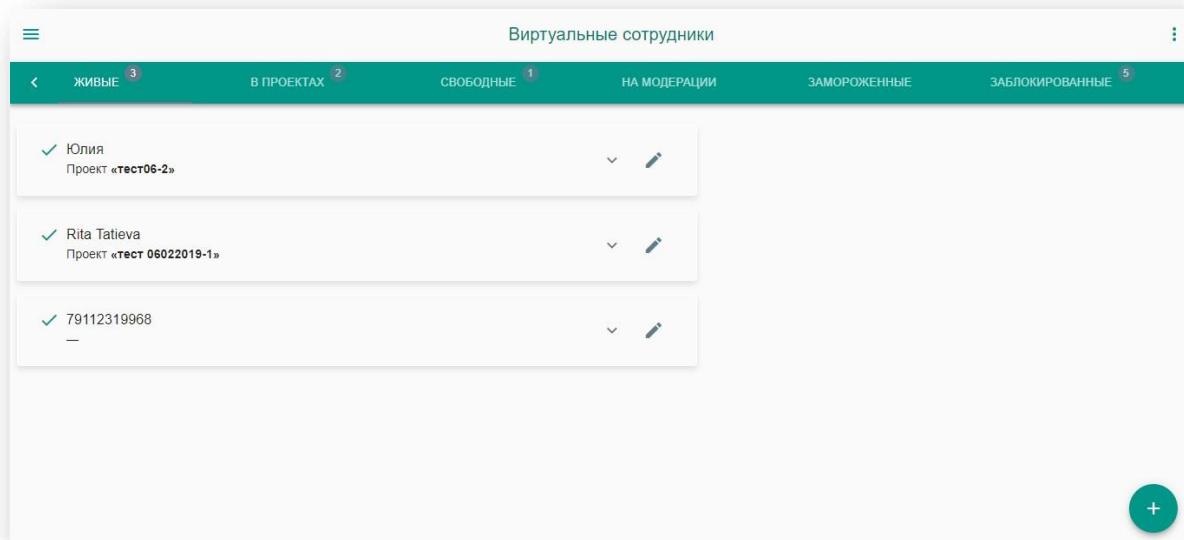 Виртуальные сотрудники
ЖИВЫЕ 3 В ПРОЕКТАХ 2 СВОБОДНЫЕ 1 НА МОДЕРАЦИИ ЗАМОРОЖЕННЫЕ ЗАБЛОКИРОВАННЫЕ 5
Юлия
Проект «тест06-2»
Rita Tatieva
Проект «тест 06022019-1»
79112319968
—